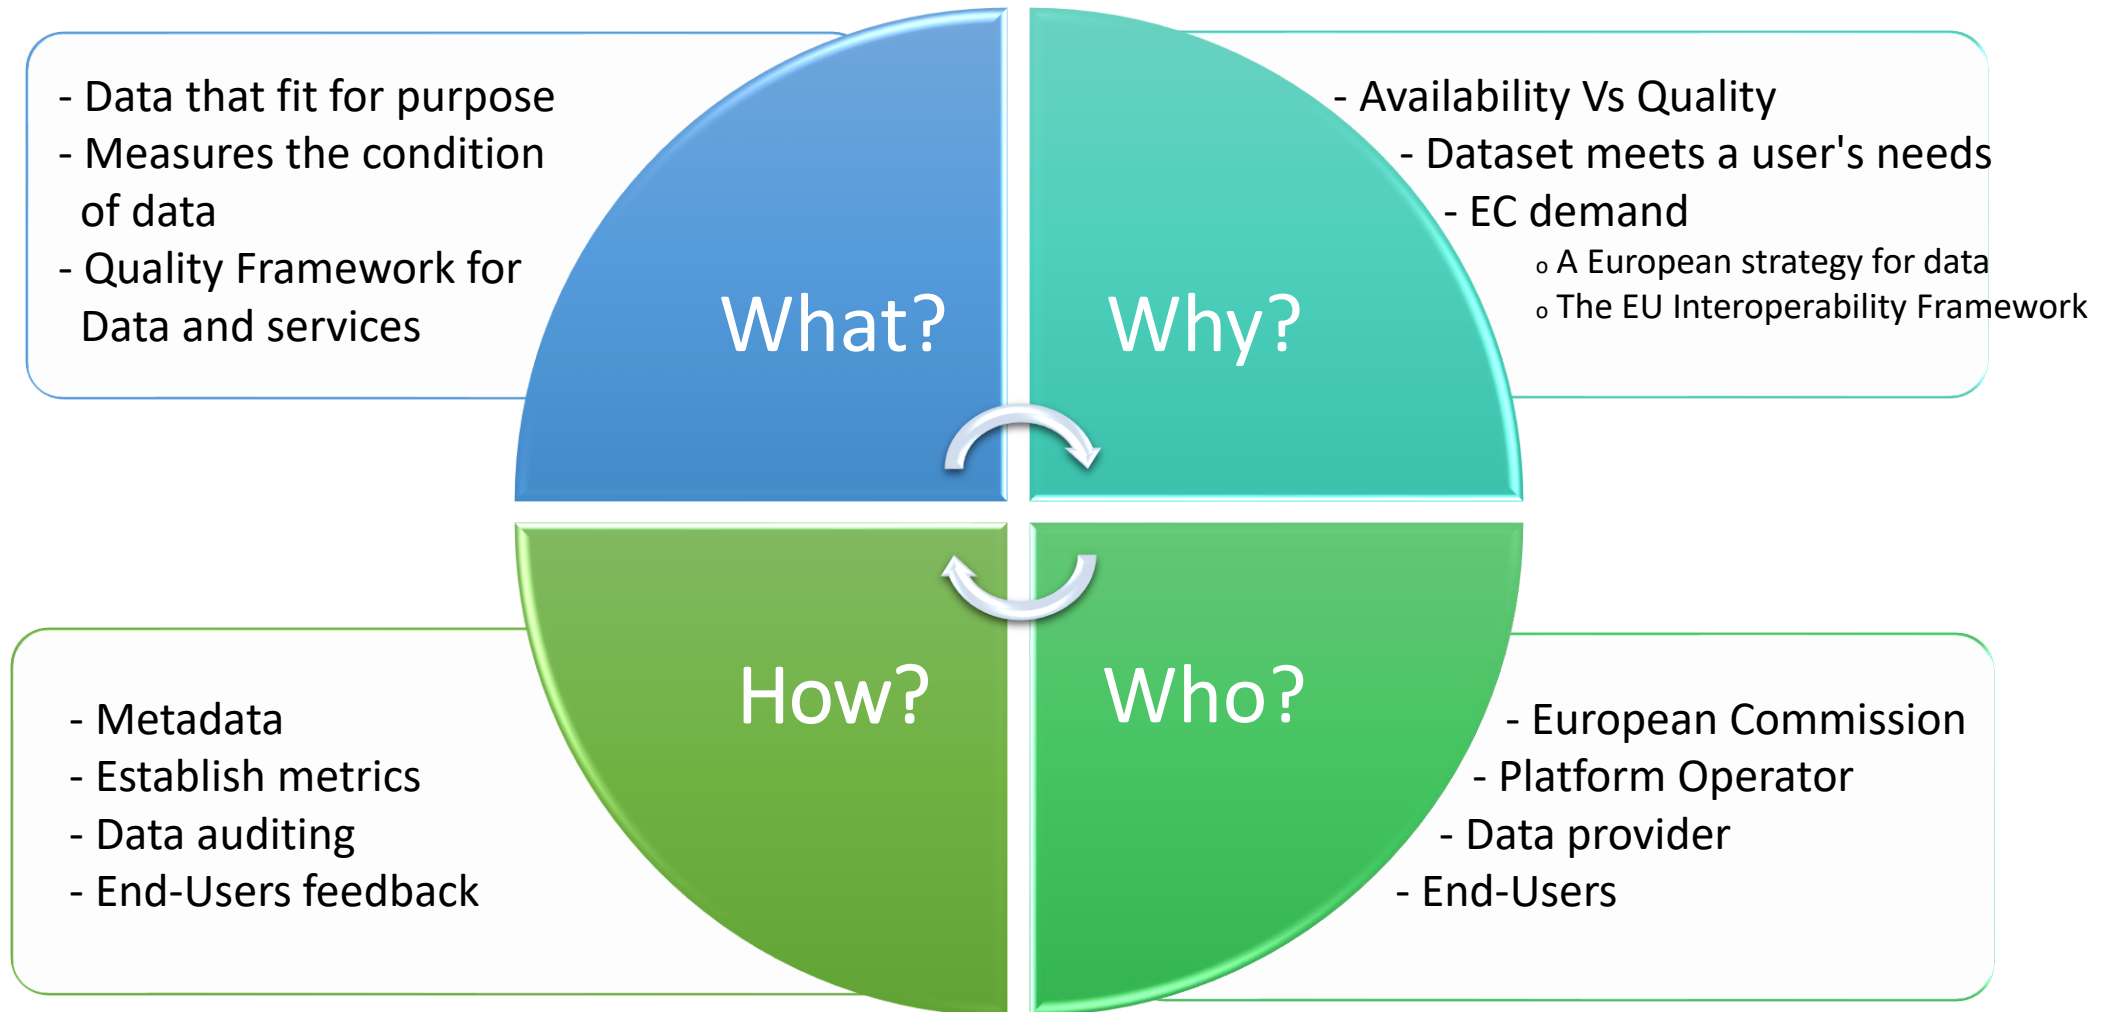 - Data that fit for purpose
- Measures the condition
of data
- Quality Framework for
Data and services
What?
- Availability Vs Quality
- Dataset meets a user's needs
- EC demand
o A European strategy for data
o The EU Interoperability Framework
Why?
- Metadata
- Establish metrics
- Data auditing
- End-Users feedback
How?
Who?
- European Commission
- Platform Operator
- Data provider
- End-Users